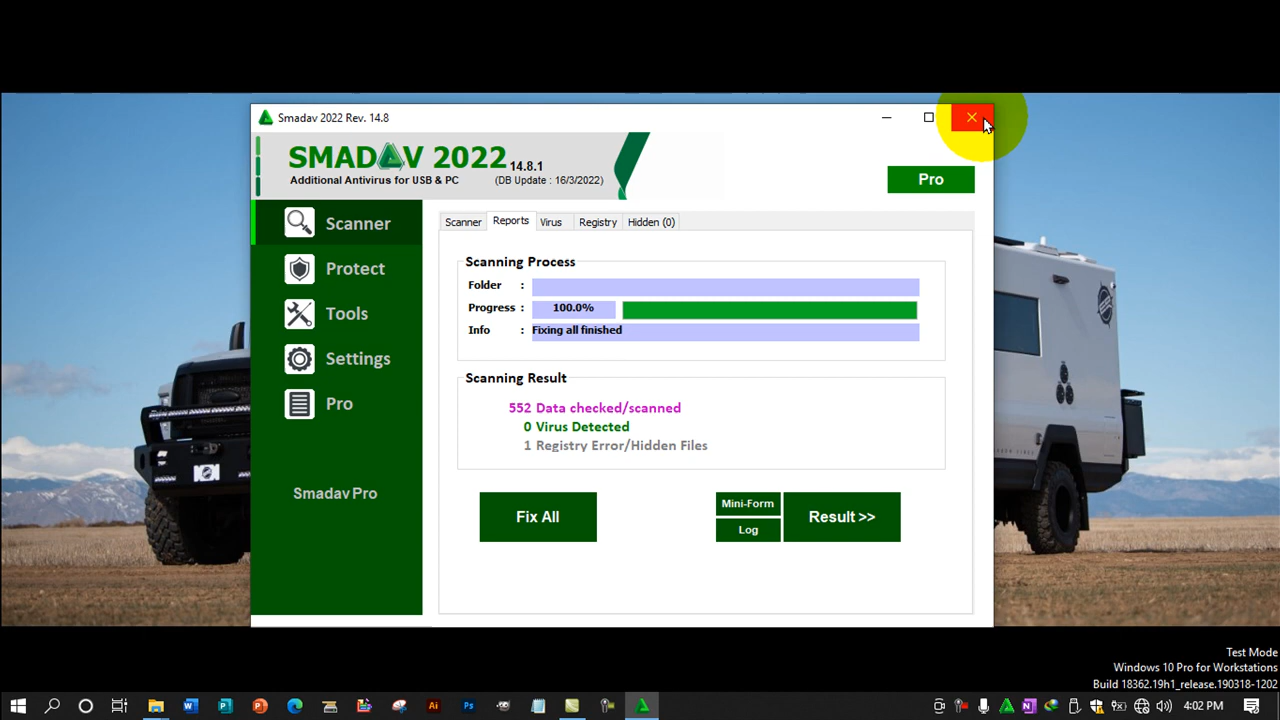 Smadav 2022 Rev. 14.8
SMADAV 2022 14.8.1
Additional Antivirus for USB & PC (DB Update : 16/3/2022)
Pro
Scanner
Protect
Tools
Settings
Pro
Smadav Pro
Scanner Reports Virus Registry Hidden (0)
Scanning Process
Folder :
Progress : 100.0%
Info : Fixing all finished
Scanning Result
552 Data checked/scanned
0 Virus Detected
1 Registry Error/Hidden Files
Fix All
Mini-Form
Log
Result >>
Test Mode
Windows 10 Pro for Workstations
Build 18362.19h1_release.190318-1202
4:02 PM